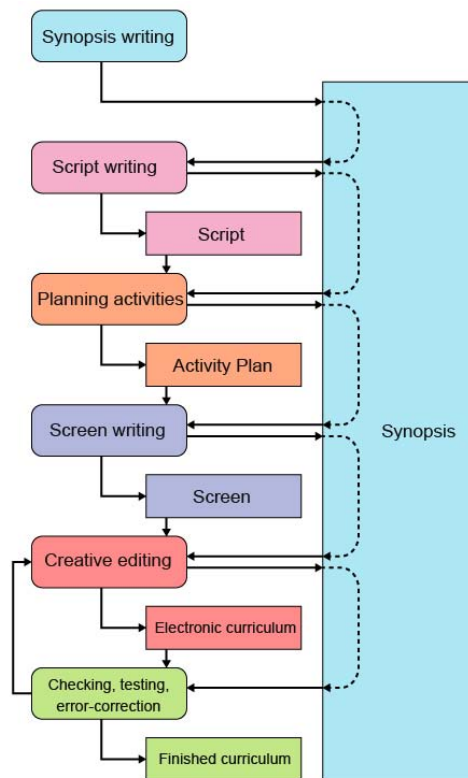 Synopsis writing
Script writing
Script
Planning activities
Activity Plan
Screen writing
Synopsis
Screen
Creative editing
Electronic curriculum
Checking, testing,
error-correction
Finished curriculum